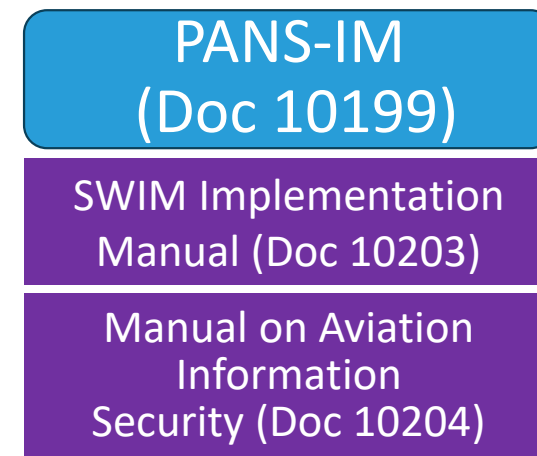 PANS-IM
(Doc 10199)
SWIM Implementation
Manual (Doc 10203)
Manual on Aviation
Information
Security (Doc 10204)